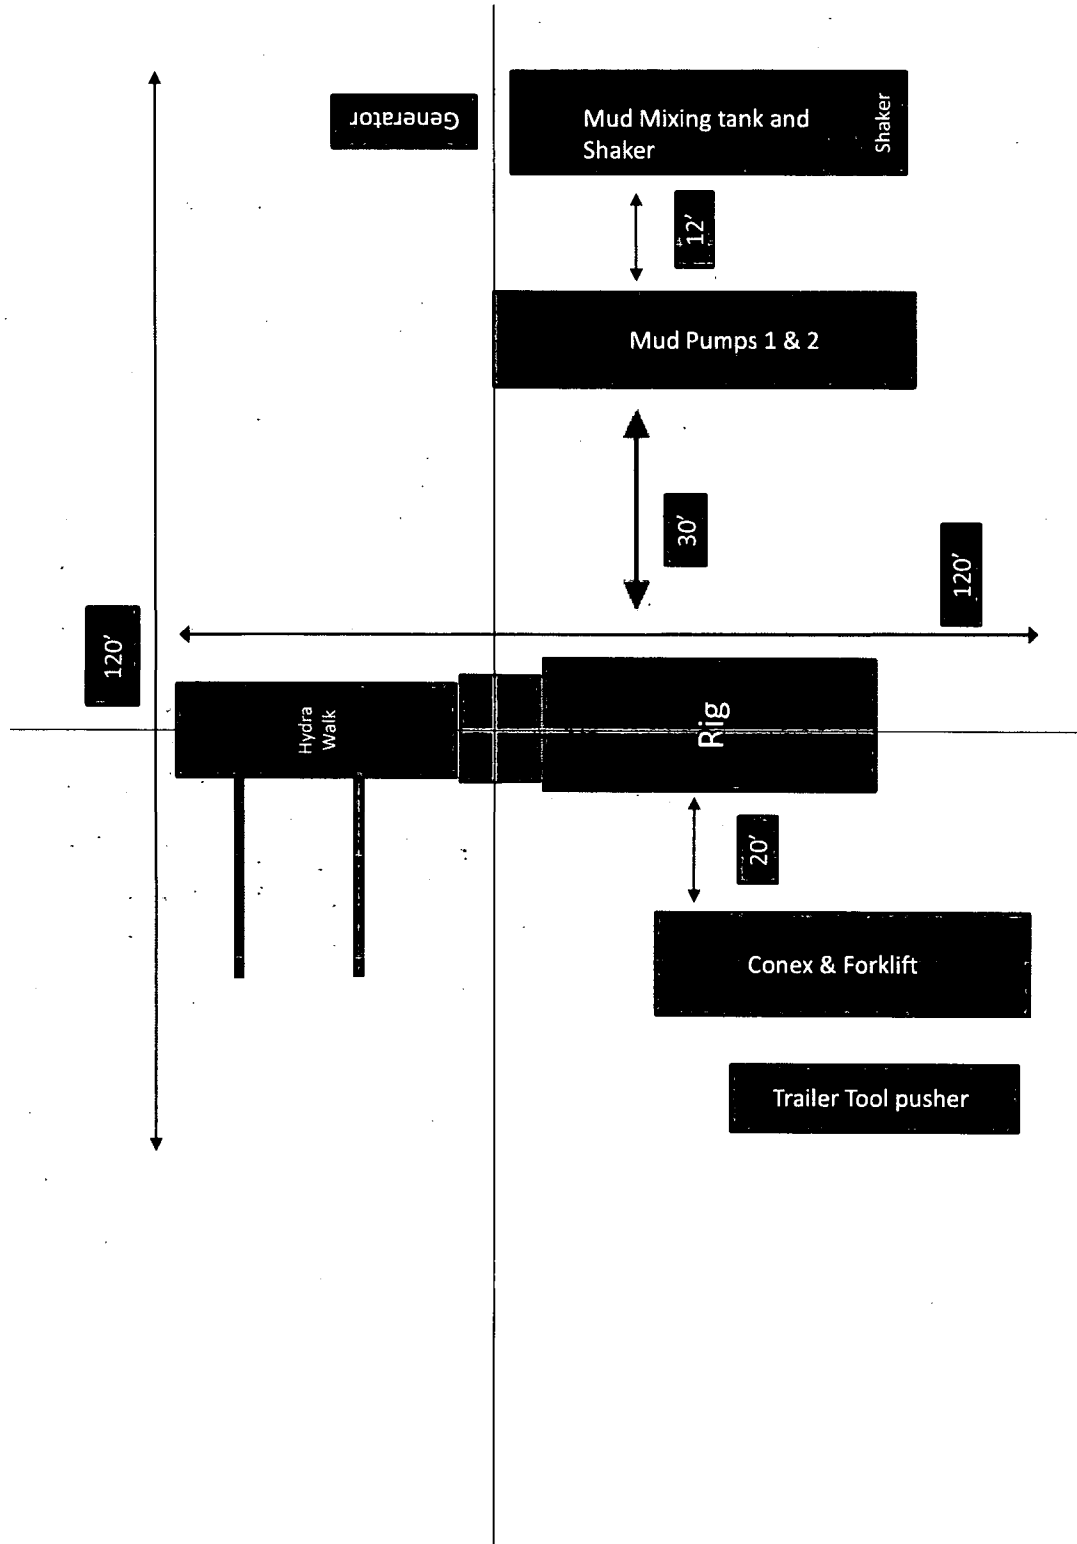 Generator
Mud Mixing tank and
Shaker
Shaker
12'
Mud Pumps 1 & 2
30'
120'
120'
Hydra
Walk
Rig
20'
Conex & Forklift
Trailer Tool pusher